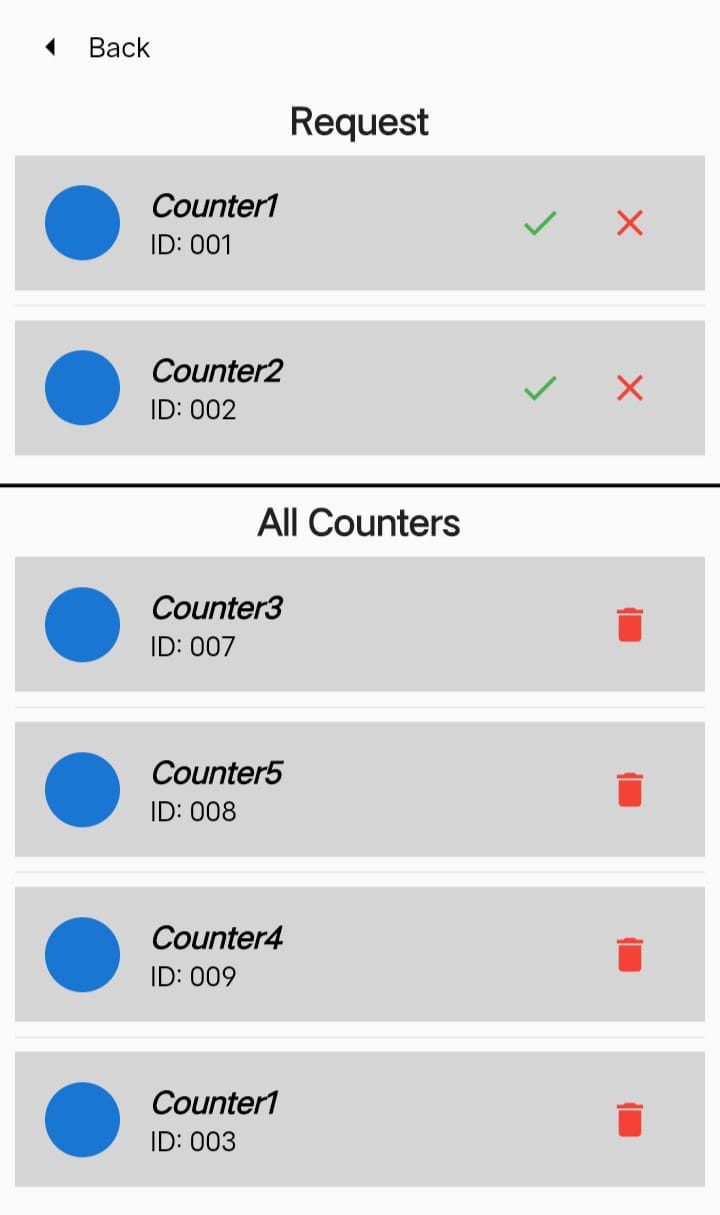 Back
Request
Counter1
ID: 001
Counter2
ID: 002
All Counters
Counter3
ID: 007
Counter5
ID: 008
Counter4
ID: 009
Counter1
ID: 003